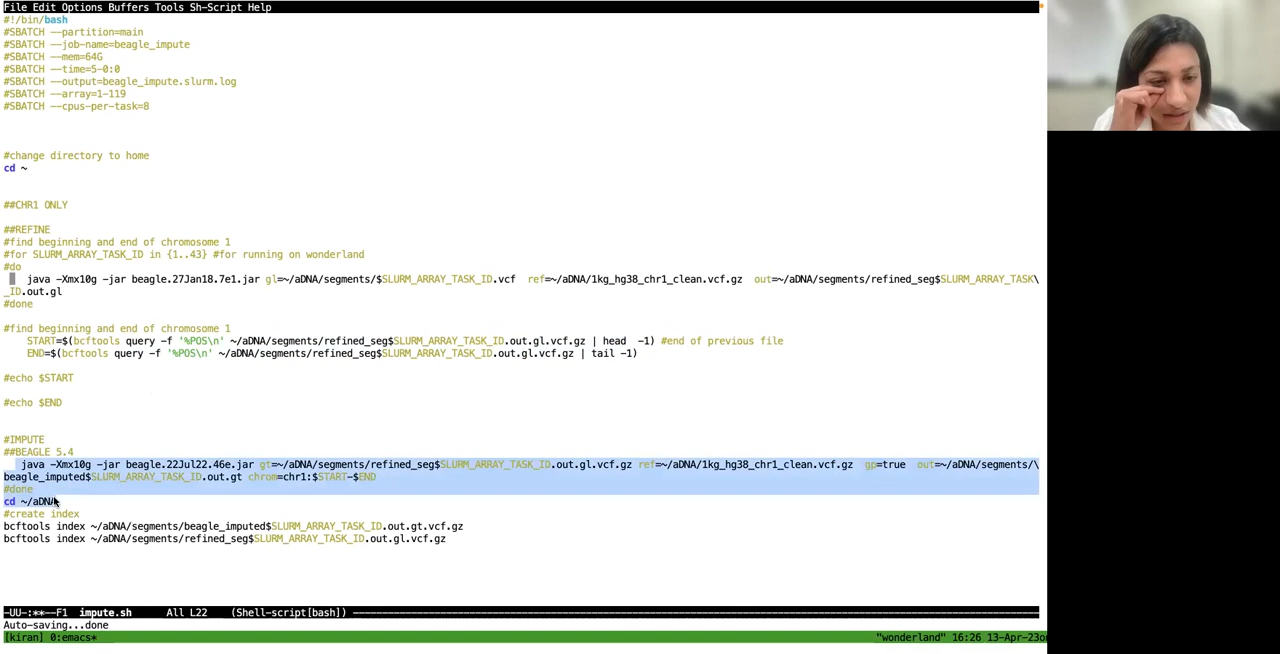 File Edit Options Buffers Tools Sh-Script Help
#!/bin/bash
#SBATCH --partition=main
#SBATCH --job-name=beagle_impute
#SBATCH --mem=64G
#SBATCH --time=5-0:0
#SBATCH --output=beagle_impute.slurm.log
#SBATCH --array=1-119
#SBATCH --cpus-per-task=8
#change directory to home
cd ~
##CHR1 ONLY
##REFINE
#find beginning and end of chromosome 1
#for SLURM_ARRAY_TASK_ID in {1..43} #for running on wonderland
#do
java -Xmx10g -jar beagle.27Jan18.7e1.jar gl=~/aDNA/segments/$SLURM_ARRAY_TASK_ID.vcf ref=~/aDNA/1kg_hg38_chr1_clean.vcf.gz out=~/aDNA/segments/refined_seg$SLURM_ARRAY_TASK\
_ID.out.gl
#done
#find beginning and end of chromosome 1
START=$(bcftools query -f '%POS\n' ~/aDNA/segments/refined_seg$SLURM_ARRAY_TASK_ID.out.gl.vcf.gz | head -1) #end of previous file
END=$(bcftools query -f '%POS\n' ~/aDNA/segments/refined_seg$SLURM_ARRAY_TASK_ID.out.gl.vcf.gz | tail -1)
#echo $START
#echo $END
#IMPUTE
##BEAGLE 5.4
java -Xmx10g -jar beagle.22Jul22.46e.jar gt=~/aDNA/segments/refined_seg$SLURM_ARRAY_TASK_ID.out.gl.vcf.gz ref=~/aDNA/1kg_hg38_chr1_clean.vcf.gz gp=true out=~/aDNA/segments/\
beagle_imputed$SLURM_ARRAY_TASK_ID.out.gt chrom=chr1:$START-$END
#done
cd ~/aDNA
#create index
bcftools index ~/aDNA/segments/beagle_imputed$SLURM_ARRAY_TASK_ID.out.gt.vcf.gz
bcftools index ~/aDNA/segments/refined_seg$SLURM_ARRAY_TASK_ID.out.gl.vcf.gz
-UU-:**--F1 impute.sh All L22 (Shell-script[bash])
Auto-saving...done
[kiran] 0:emacs* "wonderland" 16:26 13-Apr-23